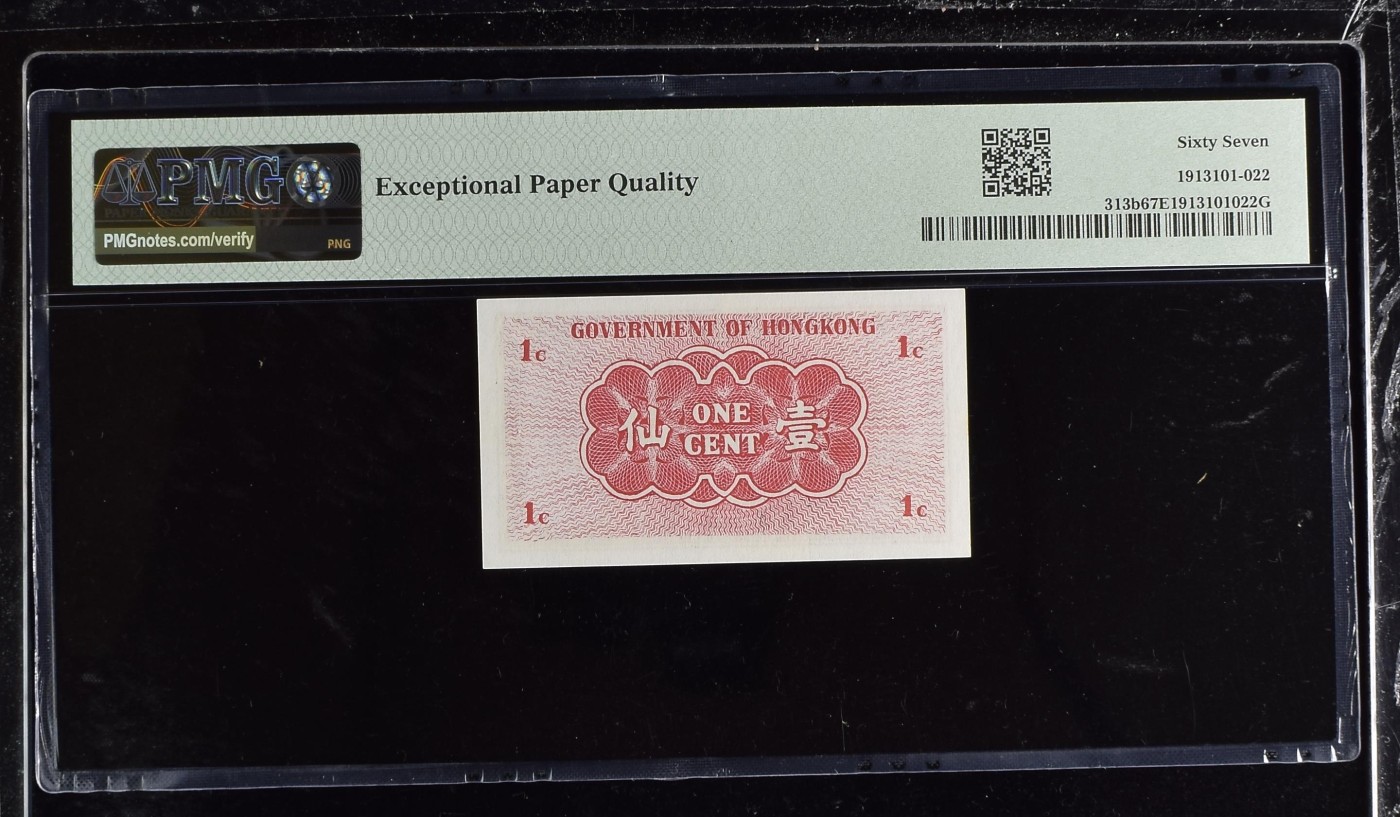 PMG
PMGnotes.com/verify
PNG
Exceptional Paper Quality
Sixty Seven
1913101-022
313b67E1913101022G
GOVERNMENT OF HONGKONG
1c 1c
仙 ONE CENT 壹
1c 1c